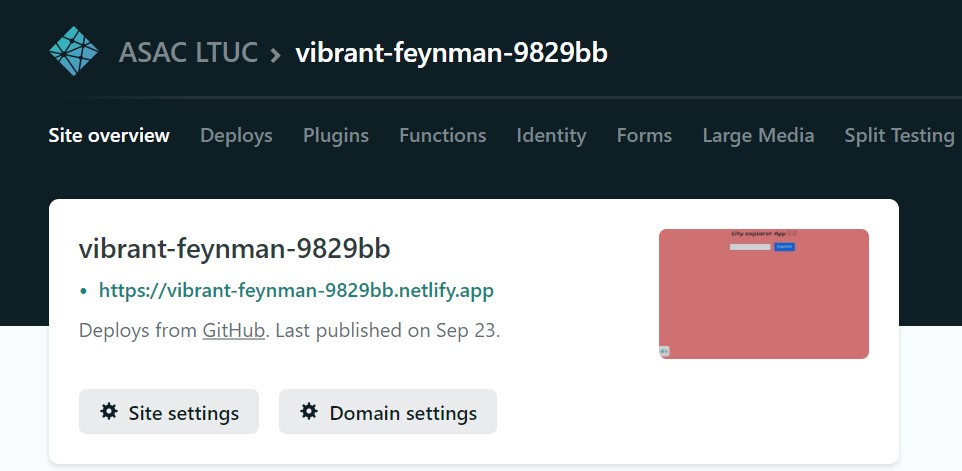 ASAC LTUC > vibrant-feynman-9829bb
Site overview Deploys Plugins Functions Identity Forms Large Media Split Testing
vibrant-feynman-9829bb
• https://vibrant-feynman-9829bb.netlify.app
Deploys from GitHub. Last published on Sep 23.
City explorer App
Site settings Domain settings